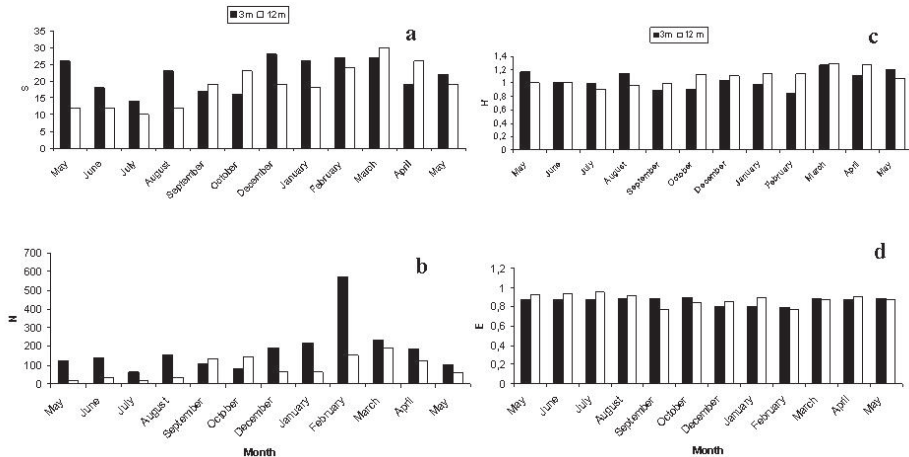 3m 12m
a
35
30
25
20
15
10
5
0
S
May June July August September October December January February March April May
3m 12m
c
1,4
1,2
1
0,8
0,6
0,4
0,2
0
H'
May June July August September October December January February March April May
b
700
600
500
400
300
200
100
0
N
May June July August September October December January February March April May
Month
d
1,2
1
0,8
0,6
0,4
0,2
0
E
May June July August September October December January February March April May
Month